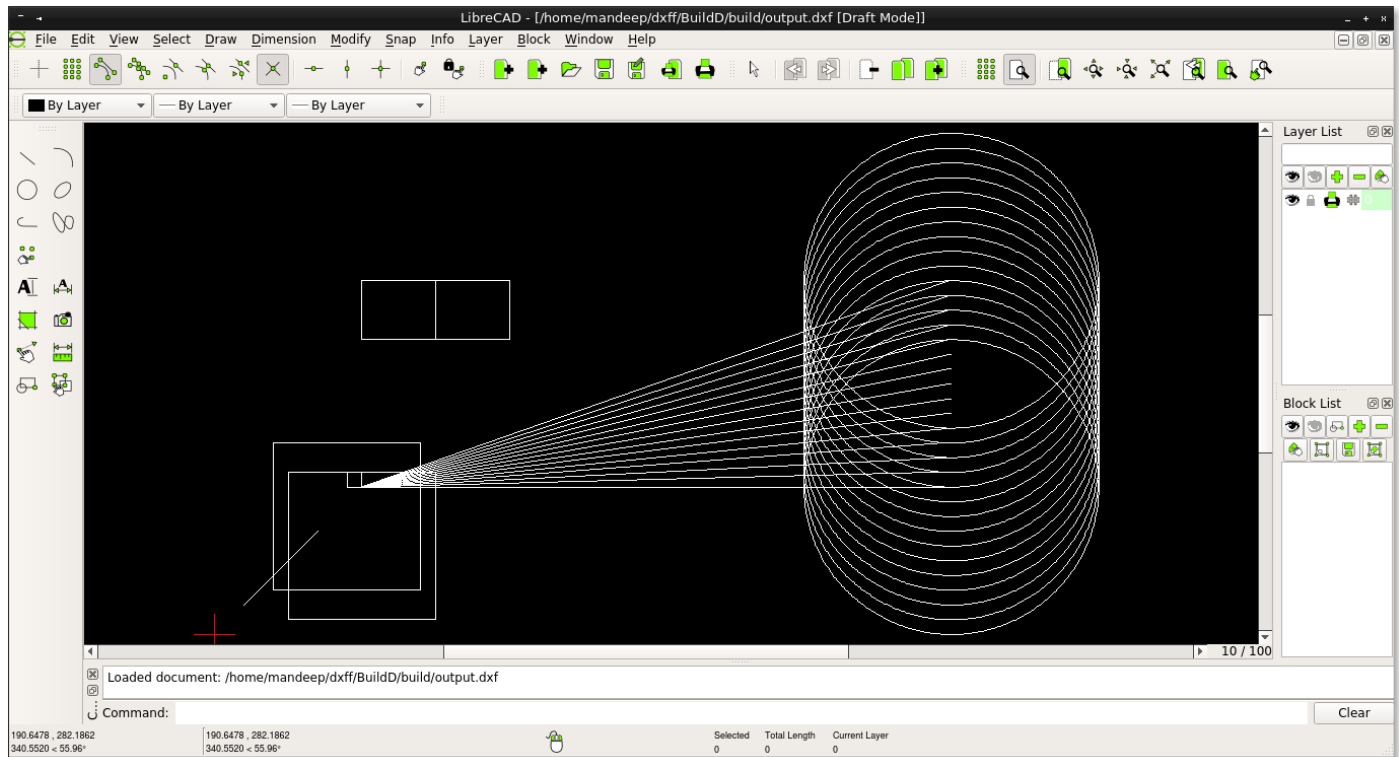 LibreCAD - [/home/mandeep/dxff/BuildD/build/output.dxf [Draft Mode]]
File Edit View Select Draw Dimension Modify Snap Info Layer Block Window Help
By Layer By Layer By Layer
Layer List
Block List
10 / 100
Loaded document: /home/mandeep/dxff/BuildD/build/output.dxf
Command:
Clear
190.6478 , 282.1862 190.6478 , 282.1862 Selected Total Length Current Layer
340.5520 < 55.96° 340.5520 < 55.96° 0 0 0